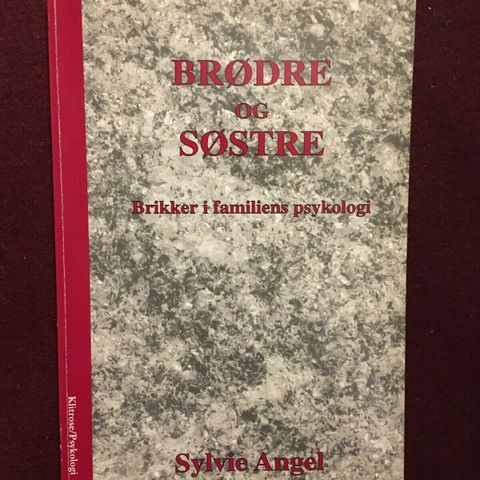 BRØDRE
OG
SØSTRE
Brikker i familiens psykologi
Sylvie Angel
Klitrose/Psykologi